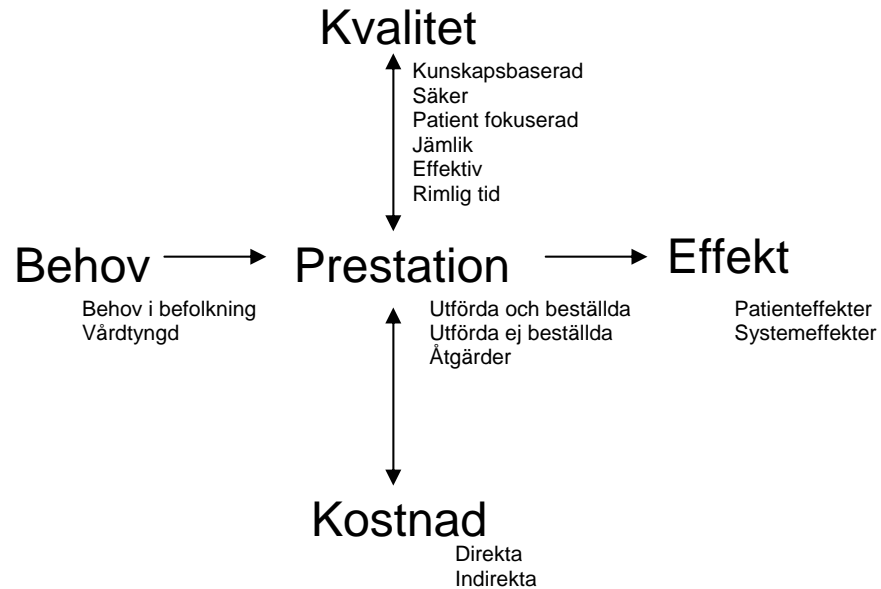 Kvalitet
Kunskapsbaserad
Säker
Patient fokuserad
Jämlik
Effektiv
Rimlig tid
Behov
Behov i befolkning
Vårdtyngd
Prestation
Utförda och beställda
Utförda ej beställda
Åtgärder
Effekt
Patienteffekter
Systemeffekter
Kostnad
Direkta
Indirekta